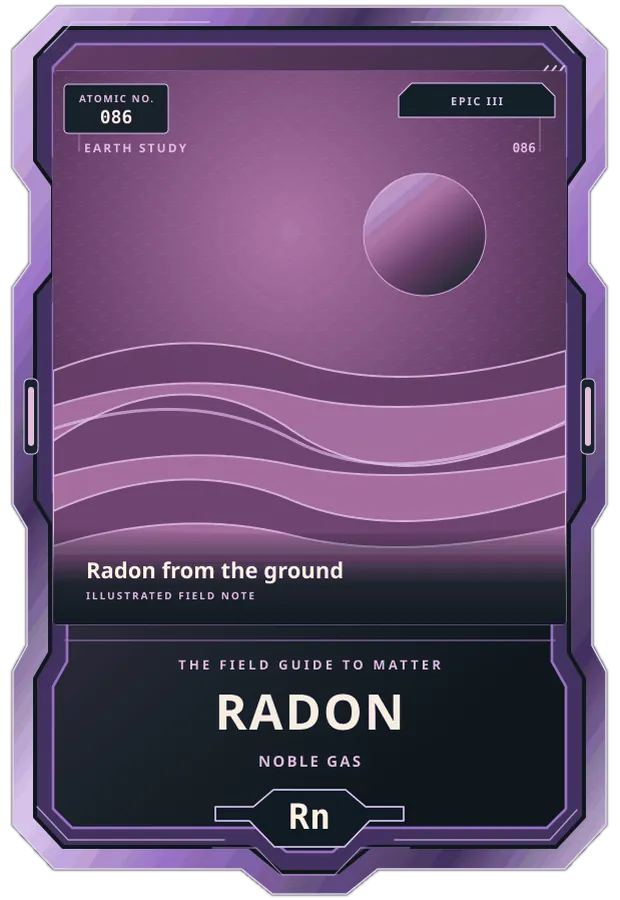 ATOMIC NO.
086
EPIC III
EARTH STUDY
086
Radon from the ground
ILLUSTRATED FIELD NOTE
THE FIELD GUIDE TO MATTER
RADON
NOBLE GAS
Rn